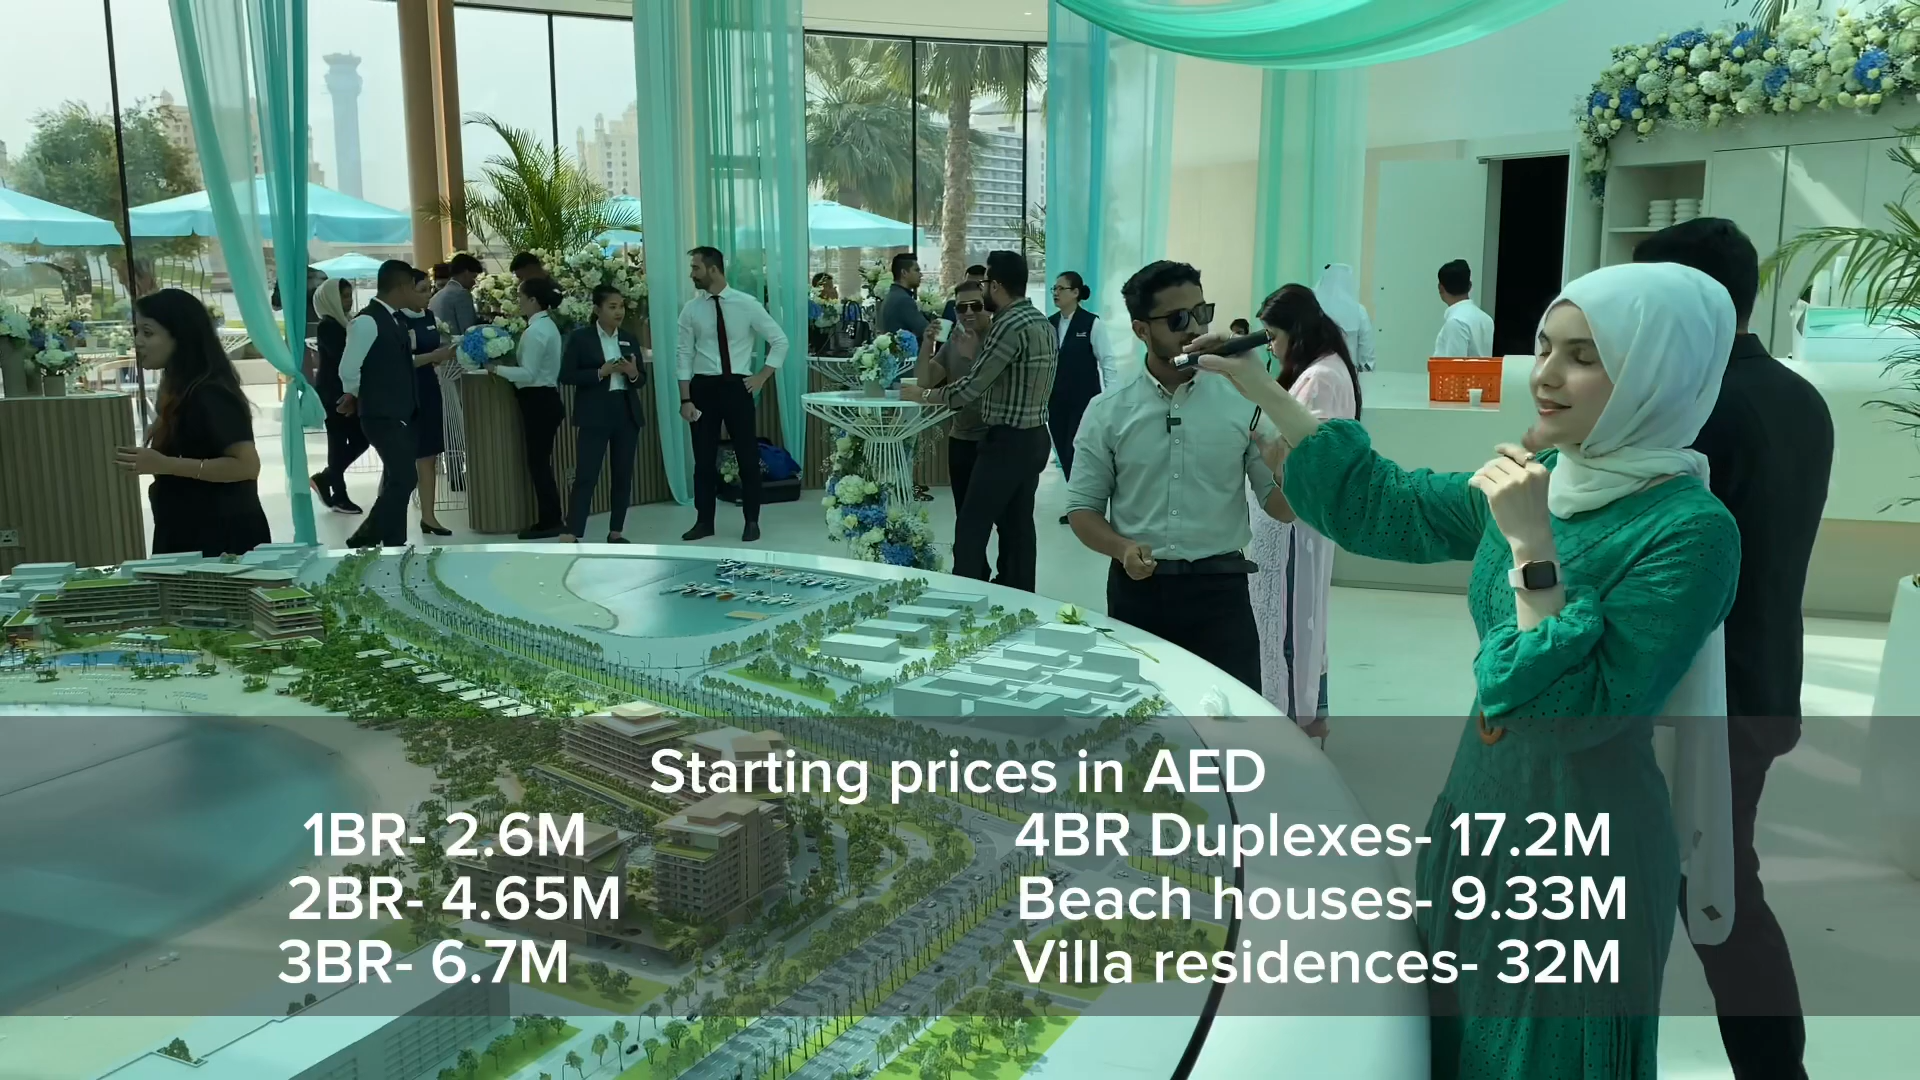 Starting prices in AED
1BR- 2.6M
2BR- 4.65M
3BR- 6.7M
4BR Duplexes- 17.2M
Beach houses- 9.33M
Villa residences- 32M